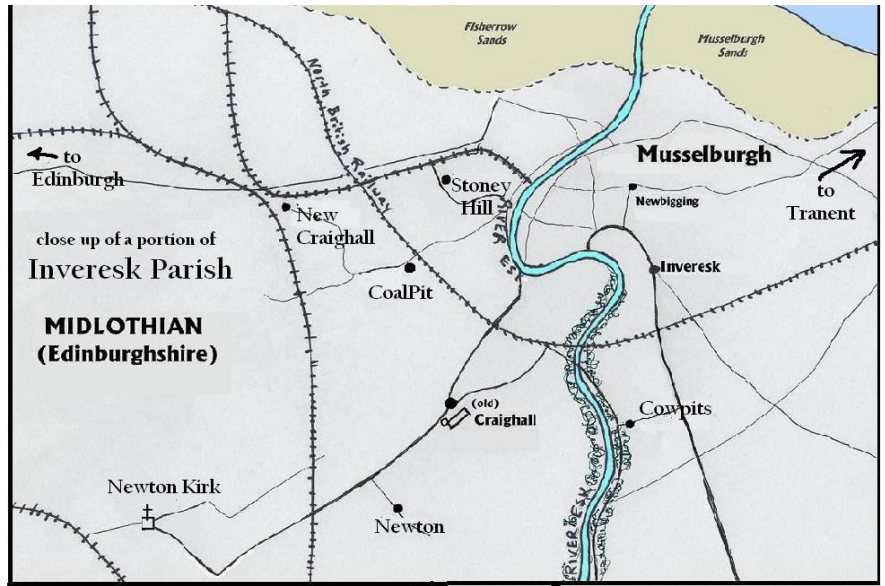 Fisherrow
Sands
Musselburgh
Sands
North British Railway
to
Edinburgh
Musselburgh
Stoney
Hill
Newbigging
to
Tranent
New
Craighall
RIVER ES
close up of a portion of
Inveresk Parish
CoalPit
Inveresk
MIDLOTHIAN
(Edinburghshire)
(old)
Craighall
Cowpits
Newton Kirk
Newton
RIVER ESK